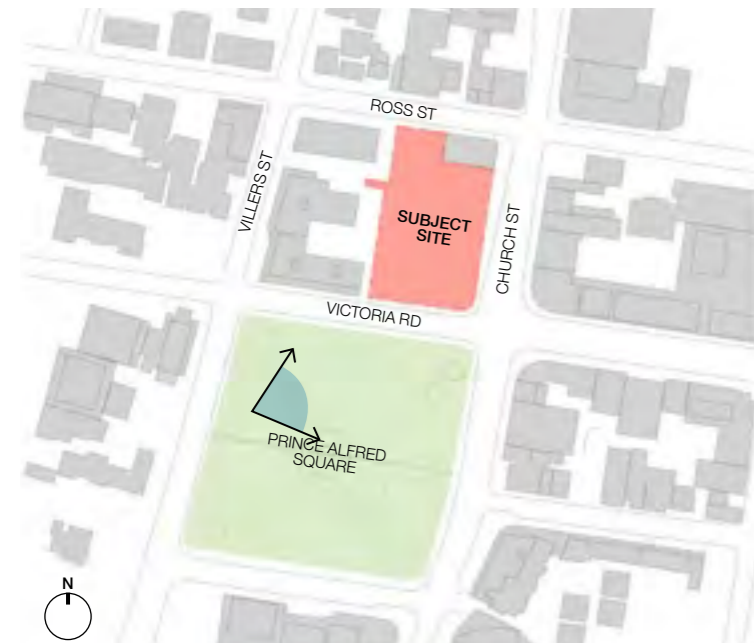 ROSS ST
VILLERS ST
SUBJECT
SITE
CHURCH ST
VICTORIA RD
PRINCE ALFRED
SQUARE
N